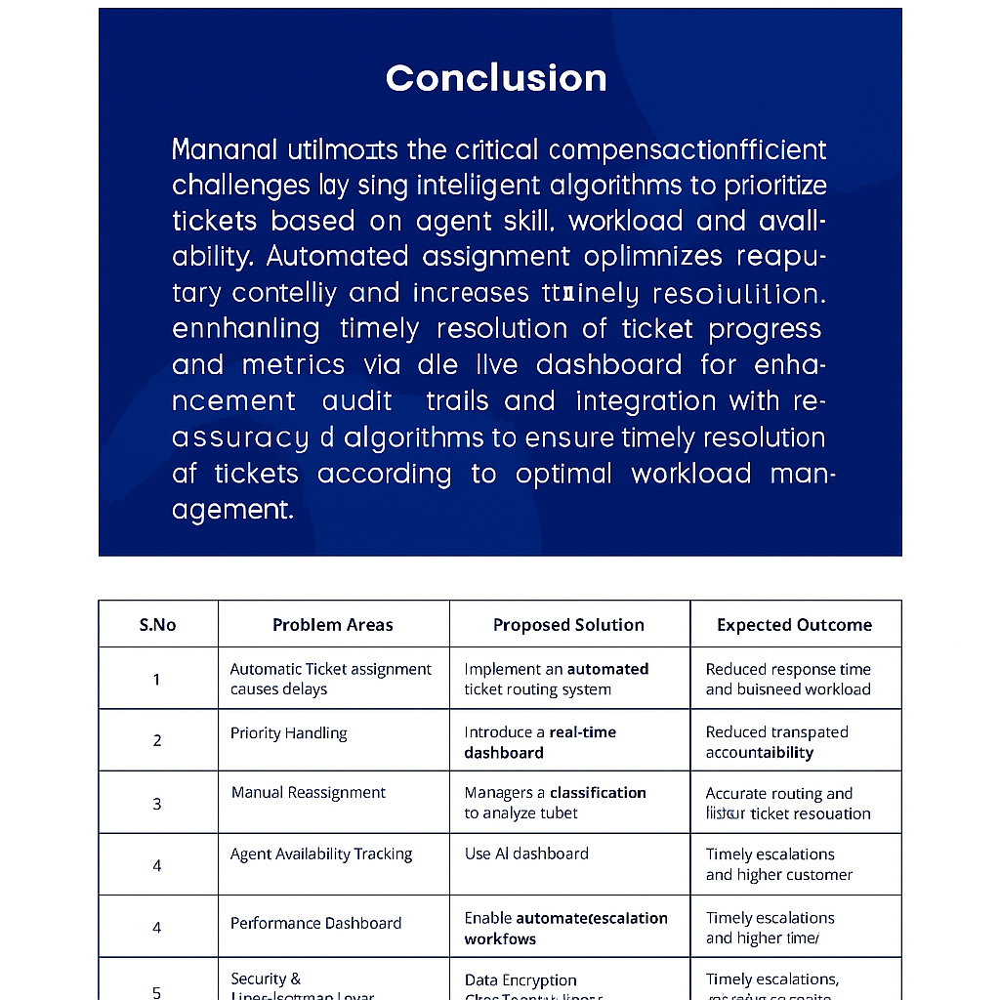 Conclusion
Mananal the critical compensactionfficient
challenges lay sing intelligent algorithms to prioritize
tickets based on agent skill. workload and avall-
ability. Automated assignment oplimnizes reapu-
tary contelliy and increases resoiulition.
ennhanling timely resolution of ticket progress
and metrics via dle llve dashboard for enha-
ncement audit trails and integration with re-
assuracy d algorithms to ensure timely resolution
af tickets according to optimal workload man-
agement.
S.No Problem Areas Proposed Solution Expected Outcome
1
Automatic Ticket assignment
causes delays
Implement an automated
ticket routing system
Reduced response time
and buisneed workload
2
Priority Handling
Introduce a real-time
dashboard
Reduced transpated
accountaibility
3
Manual Reassignment
Managers a classification
to analyze tubet
Accurate routing and
ticket resouation
4
Agent Availability Tracking
Use AI dashboard
Timely escalations
and higher customer
4
Performance Dashboard
Enable automate(escalation
workfows
Timely escalations
and higher time/
5
Security &
Data Encryption
Timely escalations,